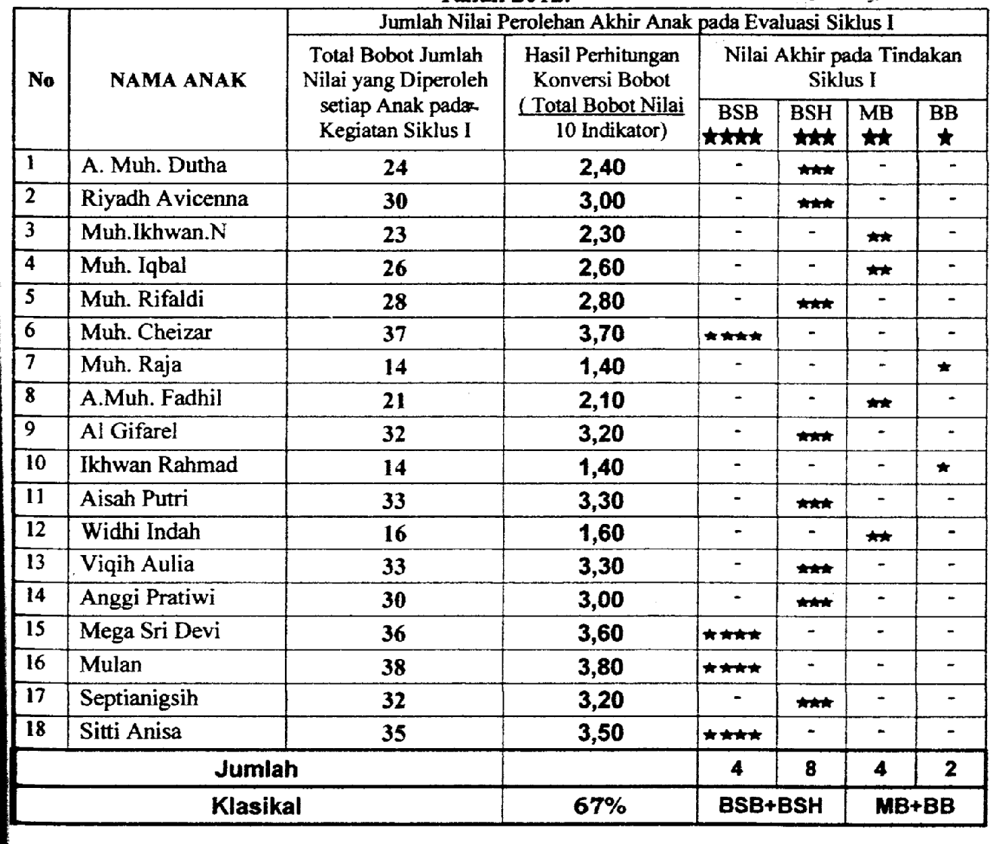 Jumlah Nilai Perolehan Akhir Anak pada Evaluasi Siklus I
No
NAMA ANAK
Total Bobot Jumlah
Nilai yang Diperoleh
setiap Anak pada
Kegiatan Siklus I
Hasil Perhitungan
Konversi Bobot
( Total Bobot Nilai
10 Indikator)
Nilai Akhir pada Tindakan
Siklus I
BSB BSH MB BB
★★★★ ★★★ ★★ ★
1 A. Muh. Dutha 24 2,40 - ★★★ - -
2 Riyadh Avicenna 30 3,00 - ★★★ - -
3 Muh.Ikhwan.N 23 2,30 - - ★★ -
4 Muh. Iqbal 26 2,60 - - ★★ -
5 Muh. Rifaldi 28 2,80 - ★★★ - -
6 Muh. Cheizar 37 3,70 ★★★★ - - -
7 Muh. Raja 14 1,40 - - - ★
8 A.Muh. Fadhil 21 2,10 - - ★★ -
9 Al Gifarel 32 3,20 - ★★★ - -
10 Ikhwan Rahmad 14 1,40 - - - ★
11 Aisah Putri 33 3,30 - ★★★ - -
12 Widhi Indah 16 1,60 - - ★★ -
13 Viqih Aulia 33 3,30 - ★★★ - -
14 Anggi Pratiwi 30 3,00 - ★★★ - -
15 Mega Sri Devi 36 3,60 ★★★★ - - -
16 Mulan 38 3,80 ★★★★ - - -
17 Septianigsih 32 3,20 - ★★★ - -
18 Sitti Anisa 35 3,50 ★★★★ - - -
Jumlah 4 8 4 2
Klasikal 67% BSB+BSH MB+BB